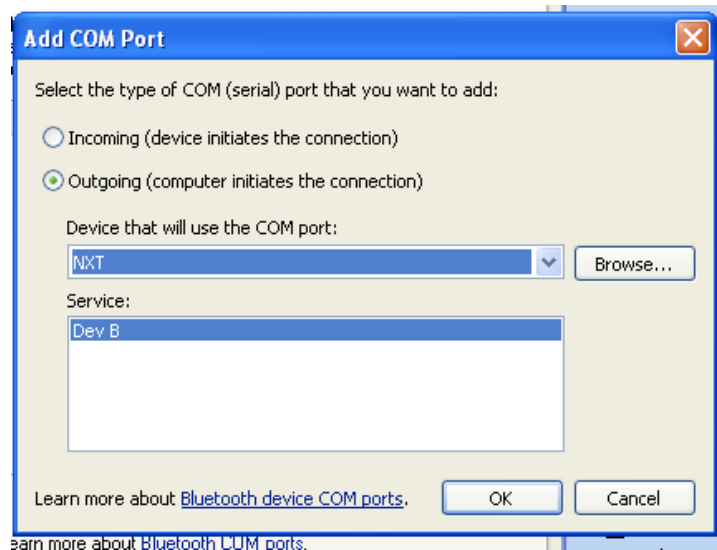 Add COM Port
Select the type of COM (serial) port that you want to add:
Incoming (device initiates the connection)
Outgoing (computer initiates the connection)
Device that will use the COM port:
NXT
Browse...
Service:
Dev B
Learn more about Bluetooth device COM ports.
OK
Cancel
earn more about Bluetooth COM ports.